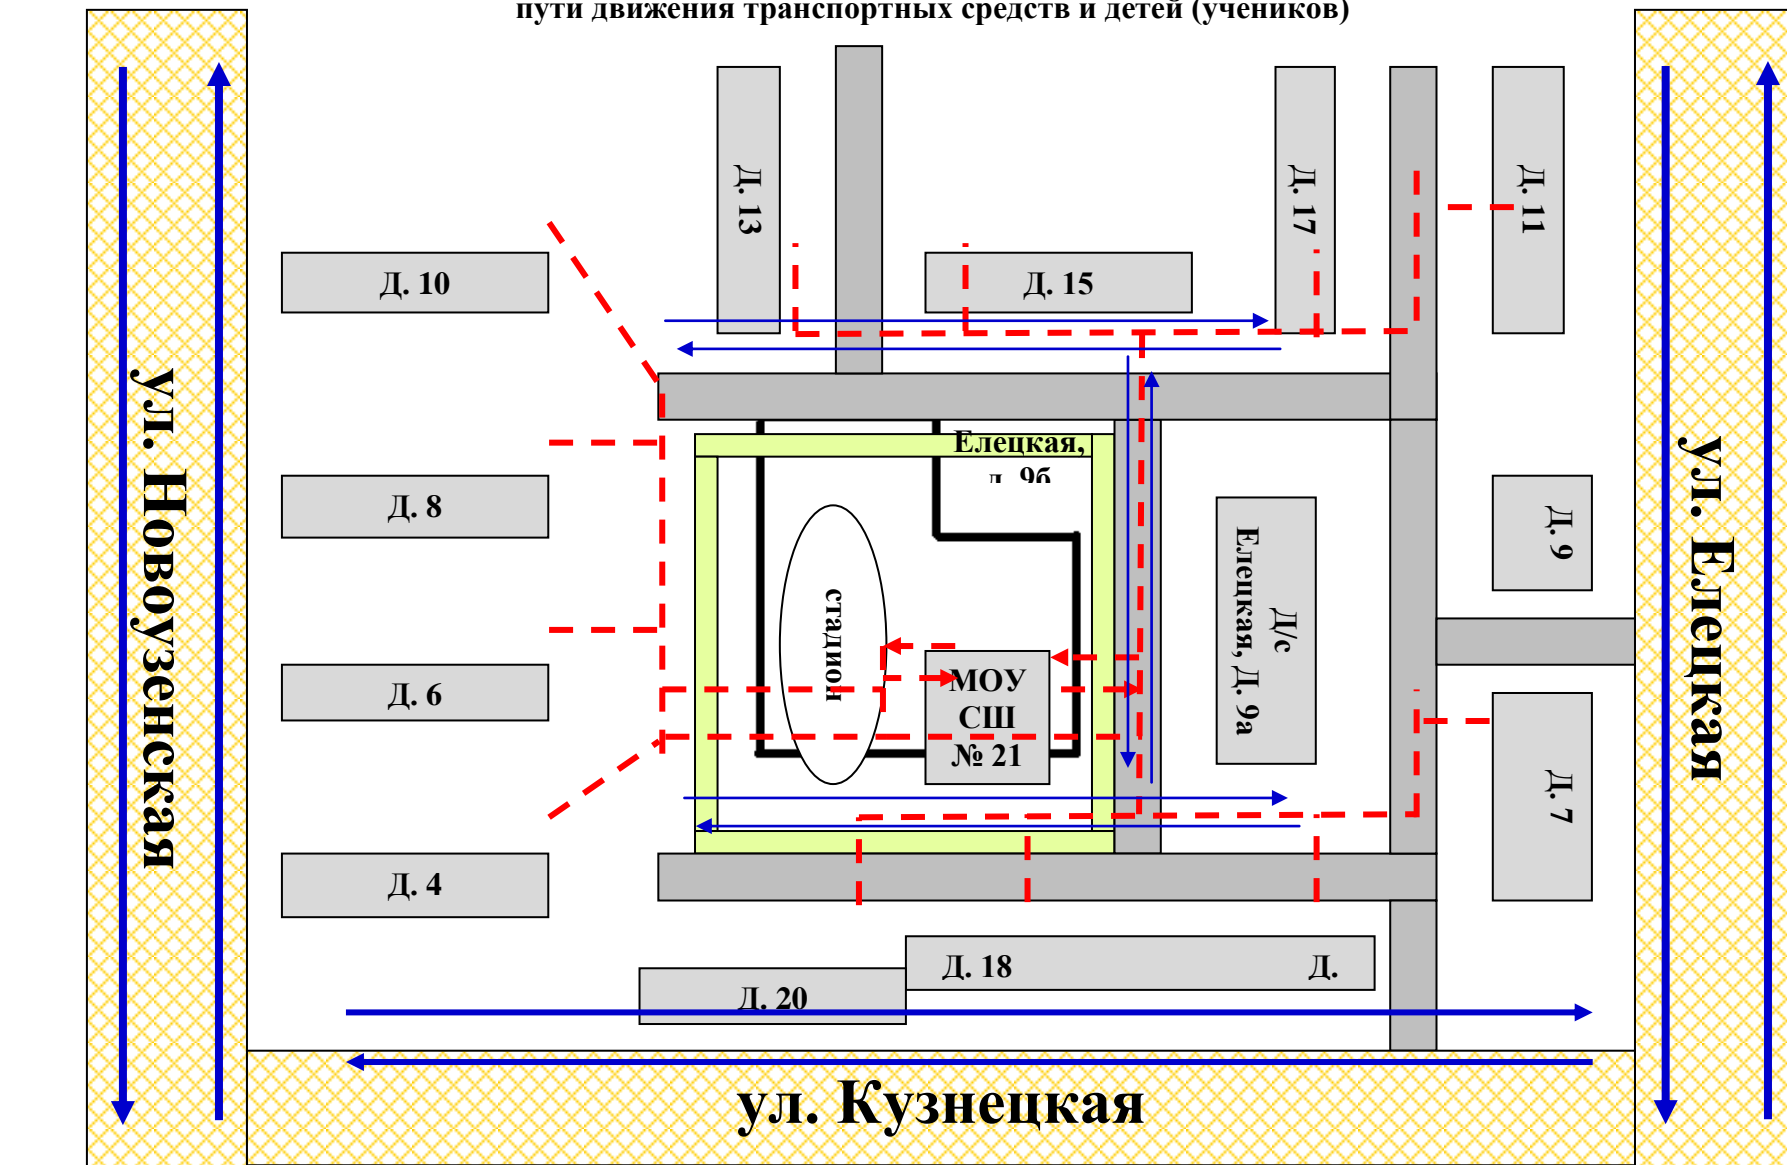 пути движения транспортных средств и детей (учеников)
Д. 13
Д. 17
Д. 11
Д. 10
Д. 15
ул. Новоузенская
Елецкая,
д. 9б
Д. 8
стадион
Д/с
Елецкая, Д. 9а
Д. 9
ул. Елецкая
Д. 6
МОУ
СШ
№ 21
Д. 7
Д. 4
Д. 18
Д.
Д. 20
ул. Кузнецкая